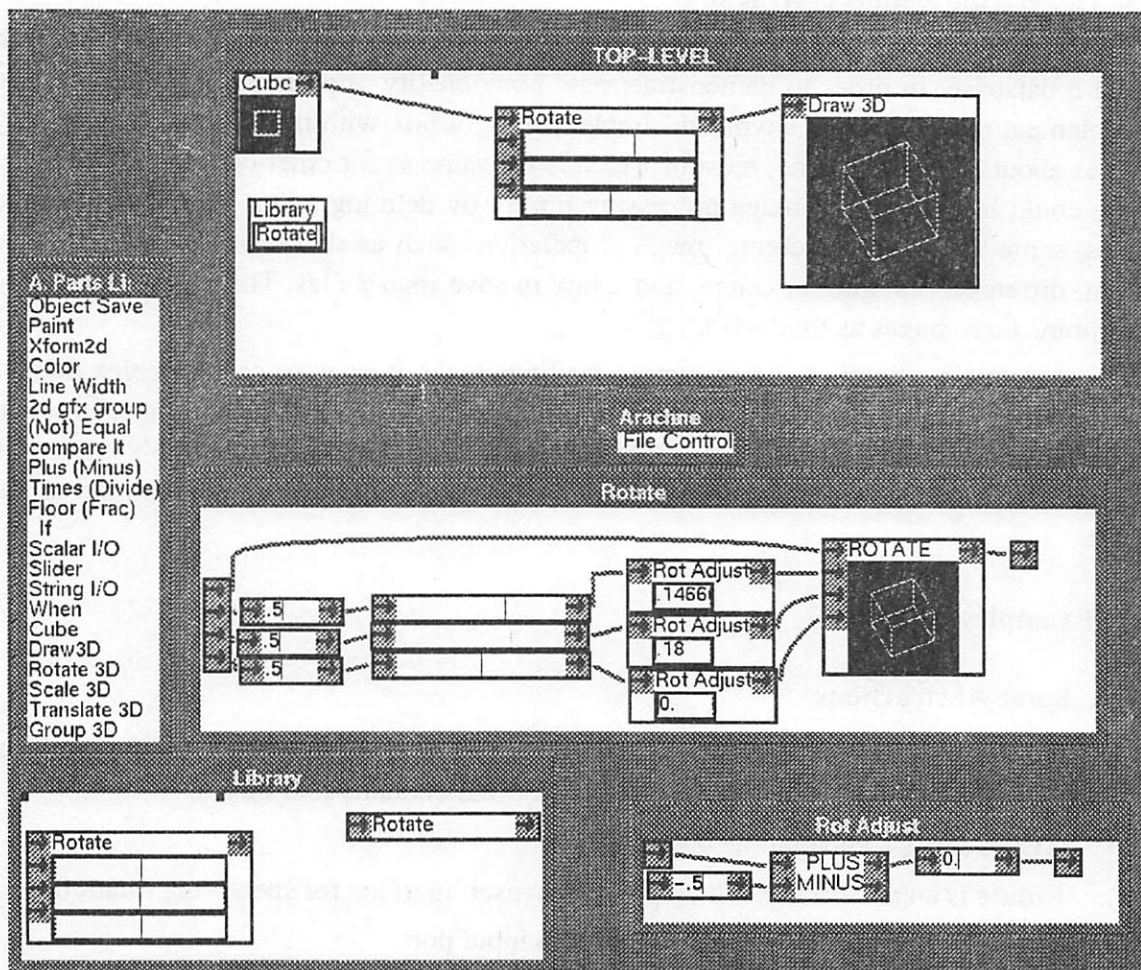 TOP-LEVEL
Cube
Rotate
Draw 3D
Library
Rotate
A Parts Li
Object Save
Paint
Xform2d
Color
Line Width
2d gfx group
(Not) Equal
compare It
Plus (Minus)
Times (Divide)
Floor (Frac)
If
Scalar I/O
Slider
String I/O
When
Cube
Draw3D
Rotate 3D
Scale 3D
Translate 3D
Group 3D
Arachne
File Control
Rotate
ROTATE
Rot Adjust
.1466
.5
Rot Adjust
.5
.18
.5
Rot Adjust
0.
Library
Rotate
Rotate
Rot Adjust
PLUS
0.
-.5
MINUS